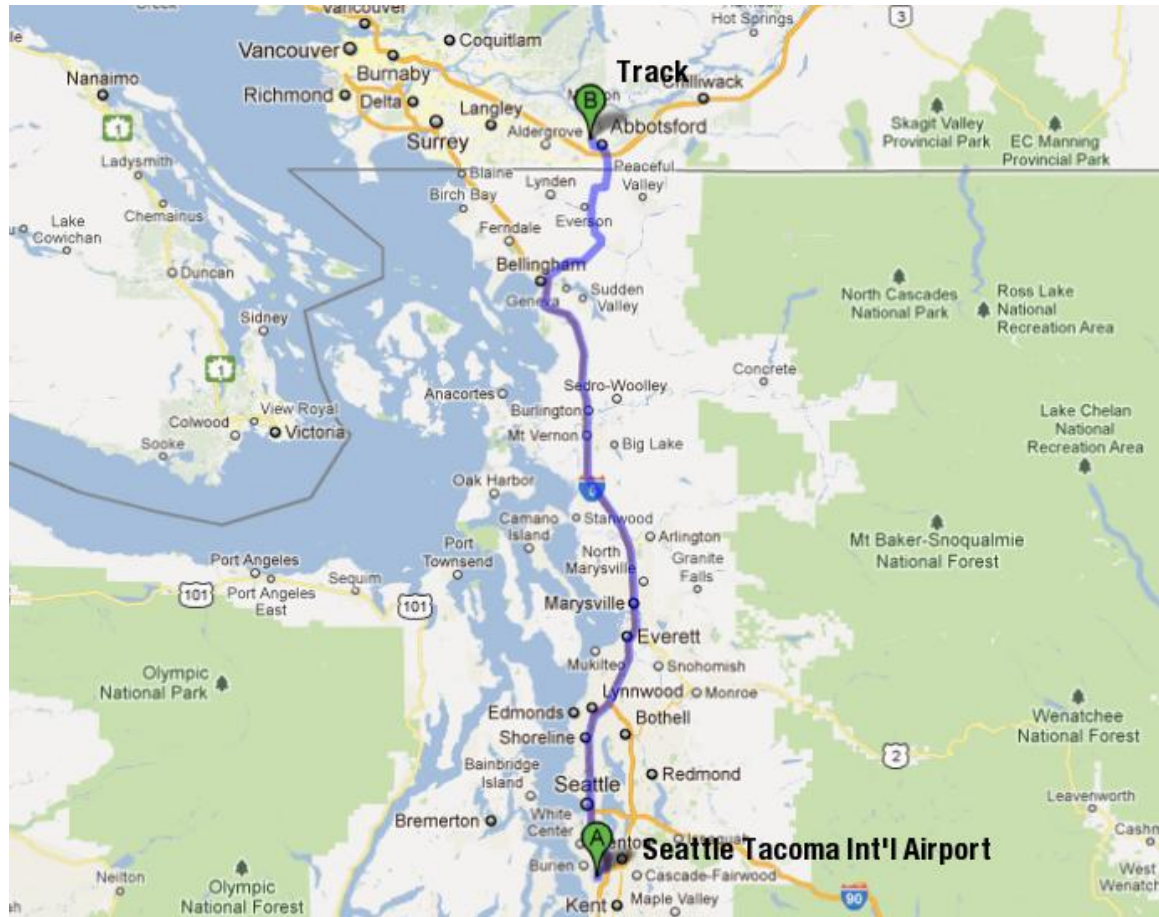 Vancouver
Hot Springs
3
Vancouver
Coquitlam
Burnaby
Track
Nanaimo
B
Chilliwack
Richmond
Delta
Langley
Abbotsford
Skagit Valley
Provincial Park
EC Manning
Provincial Park
1
Surrey
Aldergrove
Ladysmith
Blaine
Peaceful
Valley
Birch Bay
Lynden
Chemainus
Everson
Lake
Cowichan
Ferndale
Duncan
Bellingham
Geneva
Sudden
Valley
North Cascades
National Park
Ross Lake
National
Recreation Area
Sidney
1
Concrete
Sedro-Woolley
Anacortes
View Royal
Burlington
Colwood
Victoria
Mt Vernon
Big Lake
Sooke
Lake Chelan
National
Recreation Area
Oak Harbor
5
Camano
Island
Stanwood
Arlington
Mt Baker-Snoqualmie
National Forest
Port Angeles
Port
Townsend
North
Marysville
Granite
Falls
101
Port Angeles
East
Sequim
101
Marysville
Everett
Mukilteo
Snohomish
Olympic
National Park
Lynnwood
Monroe
Edmonds
Bothell
Wenatchee
National Forest
Shoreline
2
Bainbridge
Island
Redmond
Seattle
Leavenworth
Bremerton
White
Center
A
Seattle Tacoma Int'l Airport
Burien
Cascade-Fairwood
West
Neilton
Olympic
National Forest
Kent
Maple Valley
90